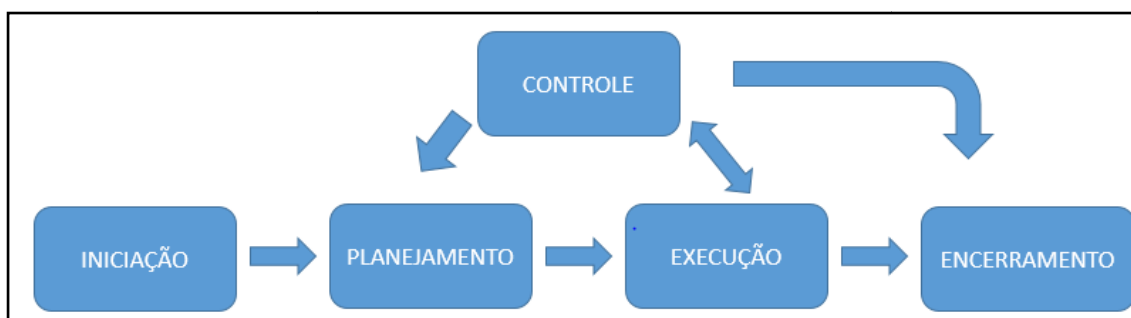 CONTROLE
INICIAÇÃO
PLANEJAMENTO
EXECUÇÃO
ENCERRAMENTO